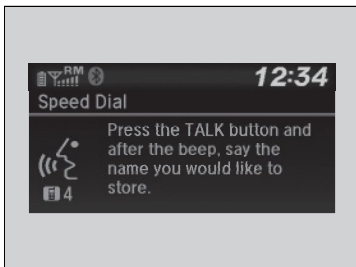 RM 12:34
Speed Dial
Press the TALK button and
after the beep, say the
name you would like to
store.
4